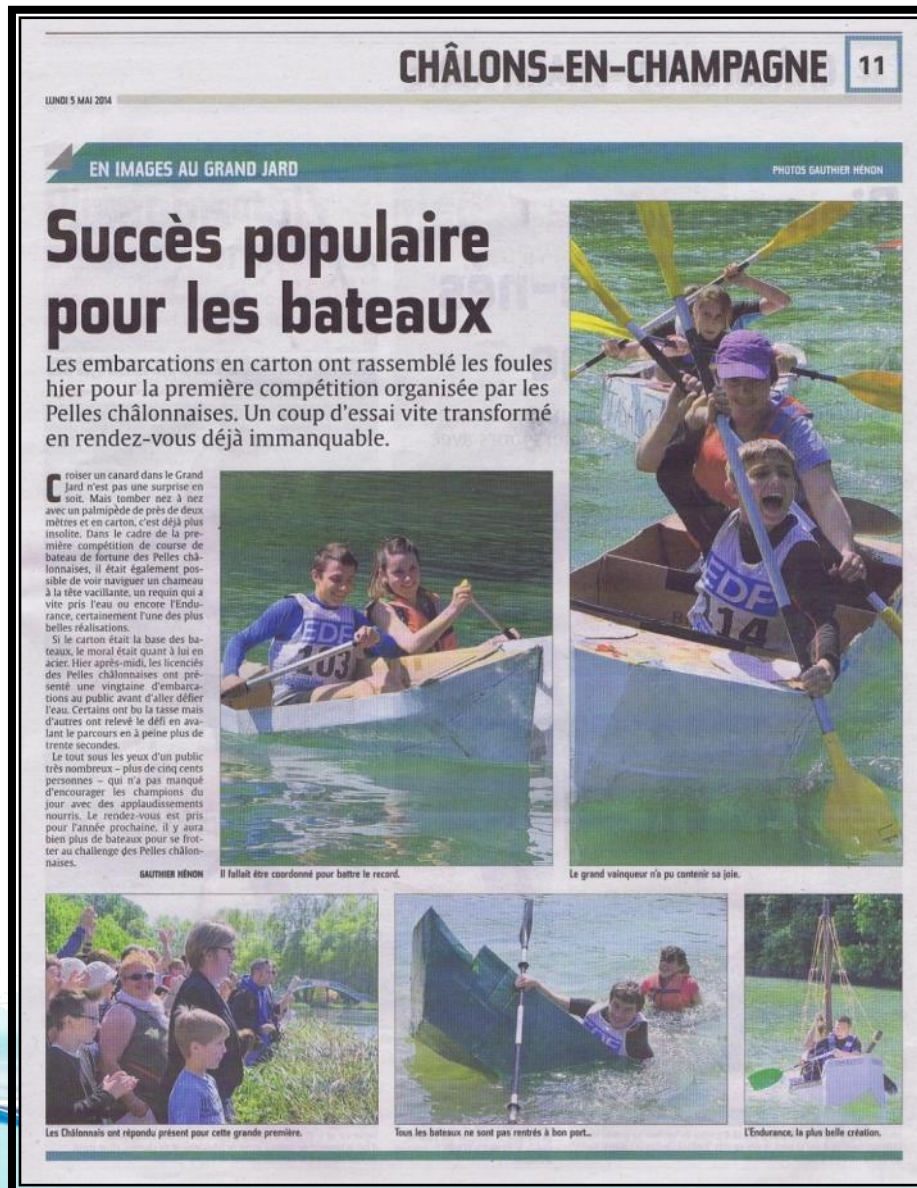 CHÂLONS-EN-CHAMPAGNE 11
LUNDI 5 MAI 2014
EN IMAGES AU GRAND JARD
PHOTOS GAUTHIER HÉNON
Succès populaire
pour les bateaux
Les embarcations en carton ont rassemblé les foules
hier pour la première compétition organisée par les
Pelles châlonnaises. Un coup d'essai vite transformé
en rendez-vous déjà immanquable.
Croiser un canard dans le Grand
Jard n'est pas une surprise en
soit. Mais tomber nez à nez
avec un palmipède de près de deux
mètres et en carton, c'est déjà plus
insolite. Dans le cadre de la pre-
mière compétition de course de
bateau de fortune des Pelles châ-
lonnaises, il était également pos-
sible de voir naviguer un chameau
à la tête vacillante, un requin qui a
vite pris l'eau ou encore l'Endu-
rance, certainement l'une des plus
belles réalisations.
Si le carton était la base des ba-
teaux, le moral était quant à lui en
acier. Hier après-midi, les licenciés
des Pelles châlonnaises ont pré-
senté une vingtaine d'embarca-
tions au public avant d'aller défier
l'eau. Certains ont bu la tasse mais
d'autres ont relevé le défi en ava-
lant le parcours en à peine plus de
trente secondes.
Le tout sous les yeux d'un public
très nombreux – plus de cinq cents
personnes – qui n'a pas manqué
d'encourager les champions du
jour avec des applaudissements
nourris. Le rendez-vous est pris
pour l'année prochaine, il y aura
bien plus de bateaux pour se frot-
ter au challenge des Pelles châlon-
naises.
GAUTHIER HÉNON
EDF
103
Il fallait être coordonné pour battre le record.
EDF
114
Le grand vainqueur n'a pu contenir sa joie.
Les Châlonnais ont répondu présent pour cette grande première.
Tous les bateaux ne sont pas rentrés à bon port...
L'Endurance, la plus belle création.